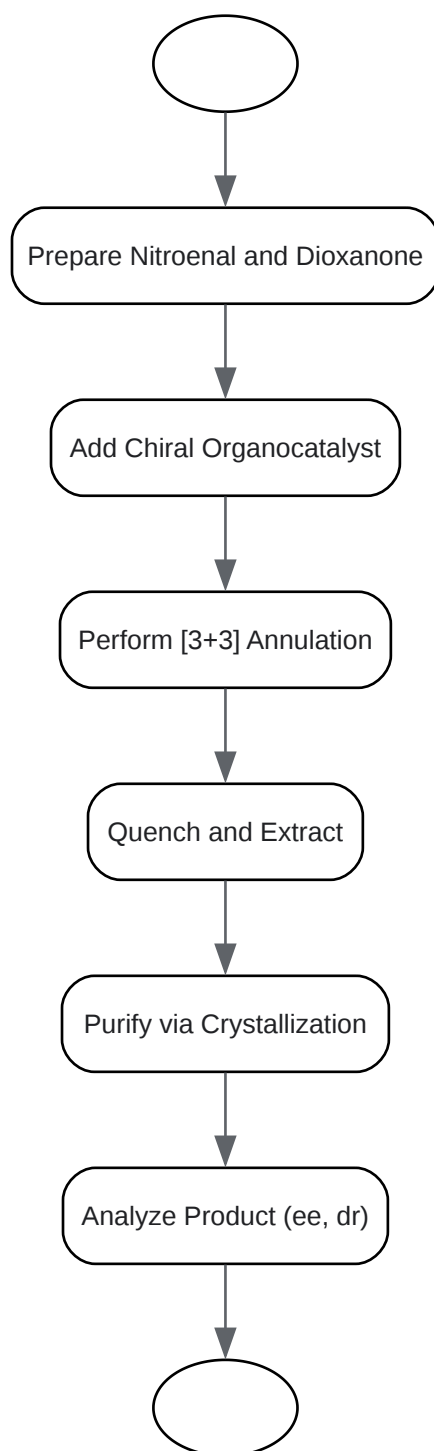 Prepare Nitroenal and Dioxanone
Add Chiral Organocatalyst
Perform [3+3] Annulation
Quench and Extract
Purify via Crystallization
Analyze Product (ee, dr)